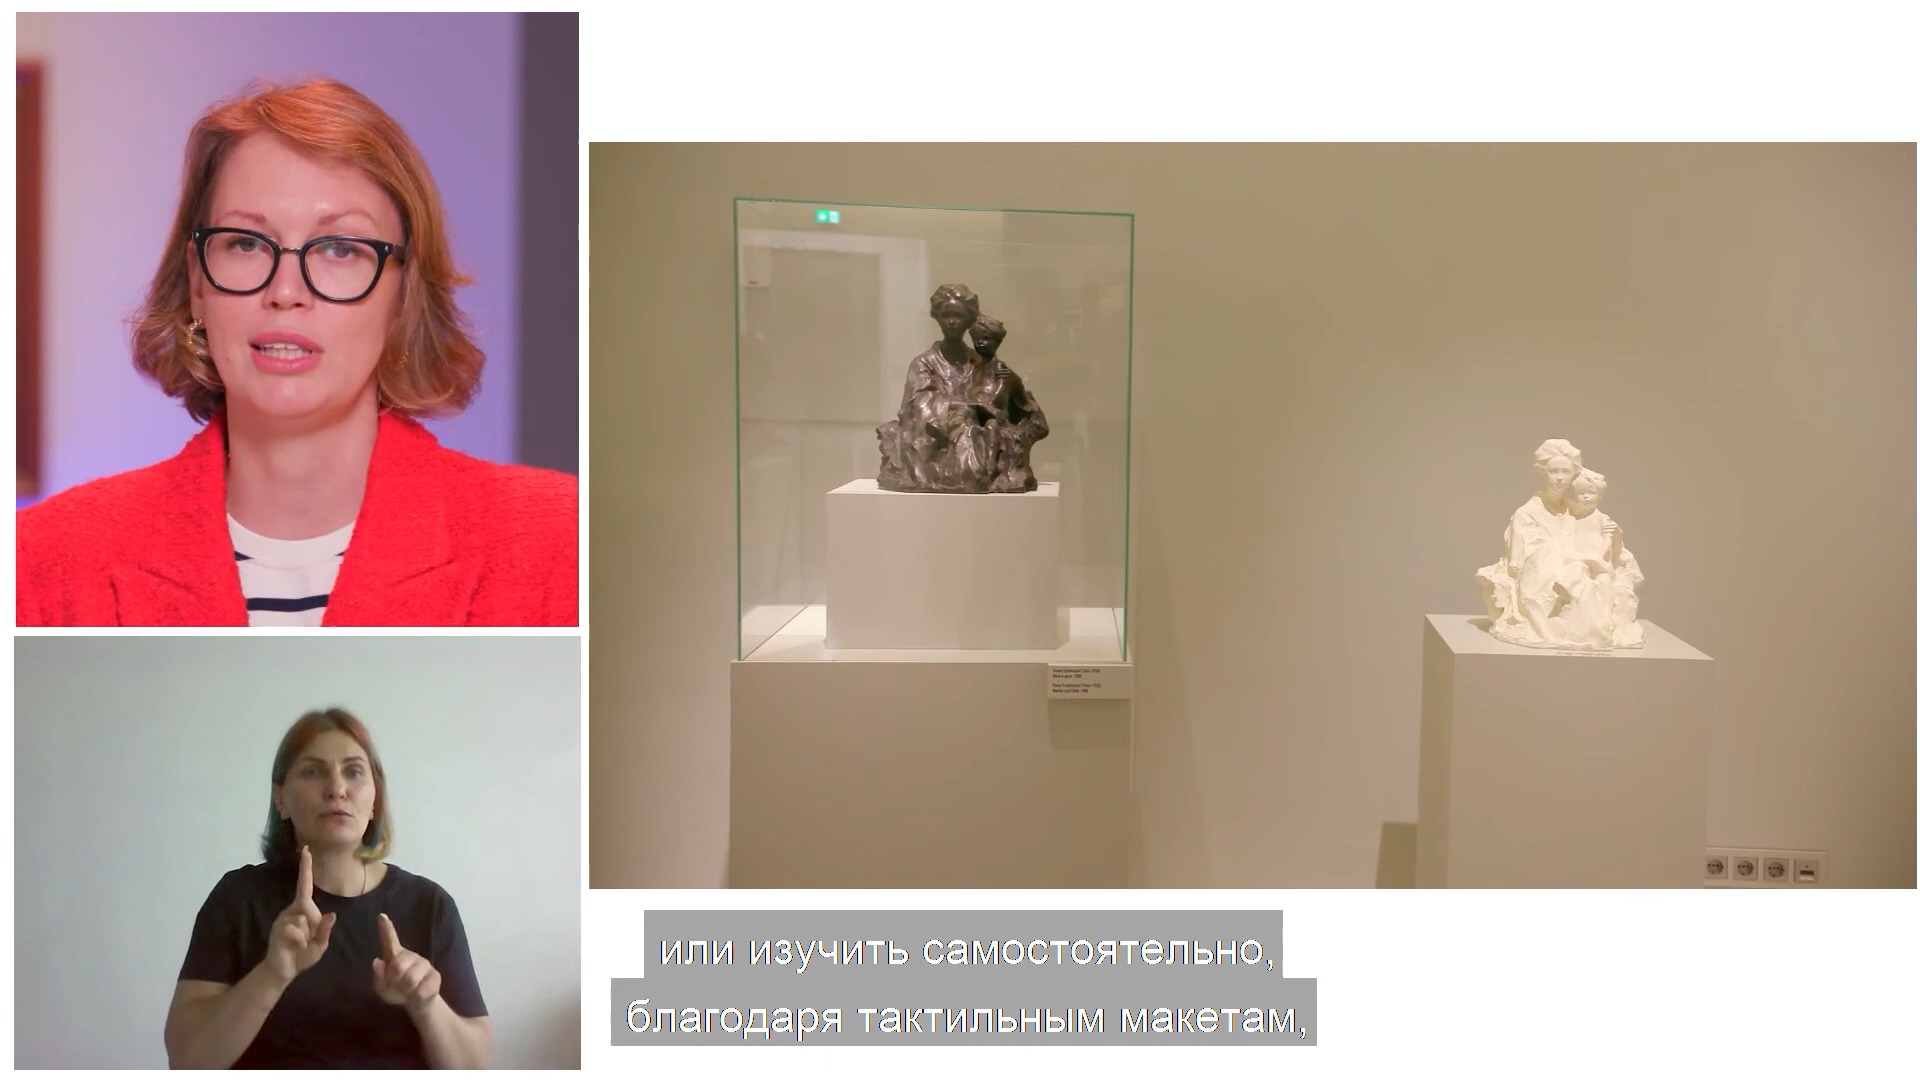 или изучить самостоятельно,
благодаря тактильным макетам,